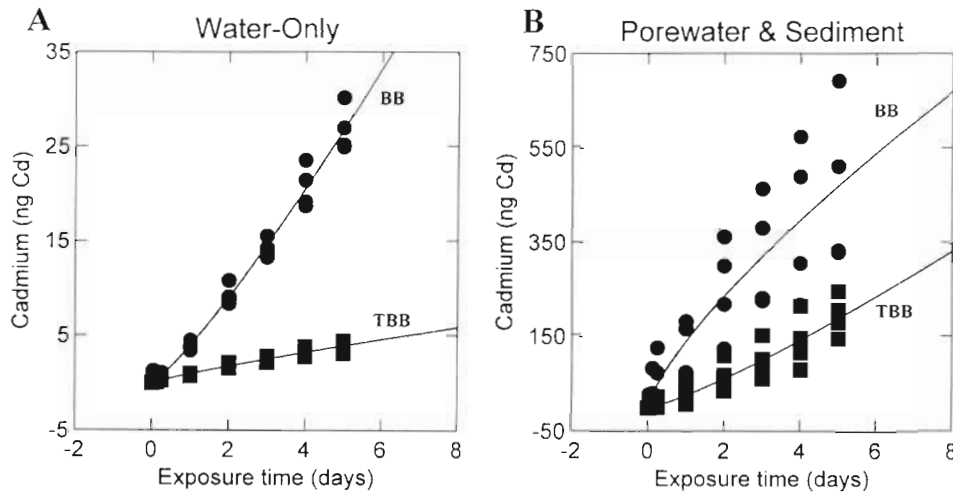 A
Water-Only
35
25
15
5
-5
Cadmium (ng Cd)
BB
TBB
-2 0 2 4 6 8
Exposure time (days)
B
Porewater & Sediment
750
550
350
150
-50
Cadmium (ng Cd)
BB
TBB
-2 0 2 4 6 8
Exposure time (days)